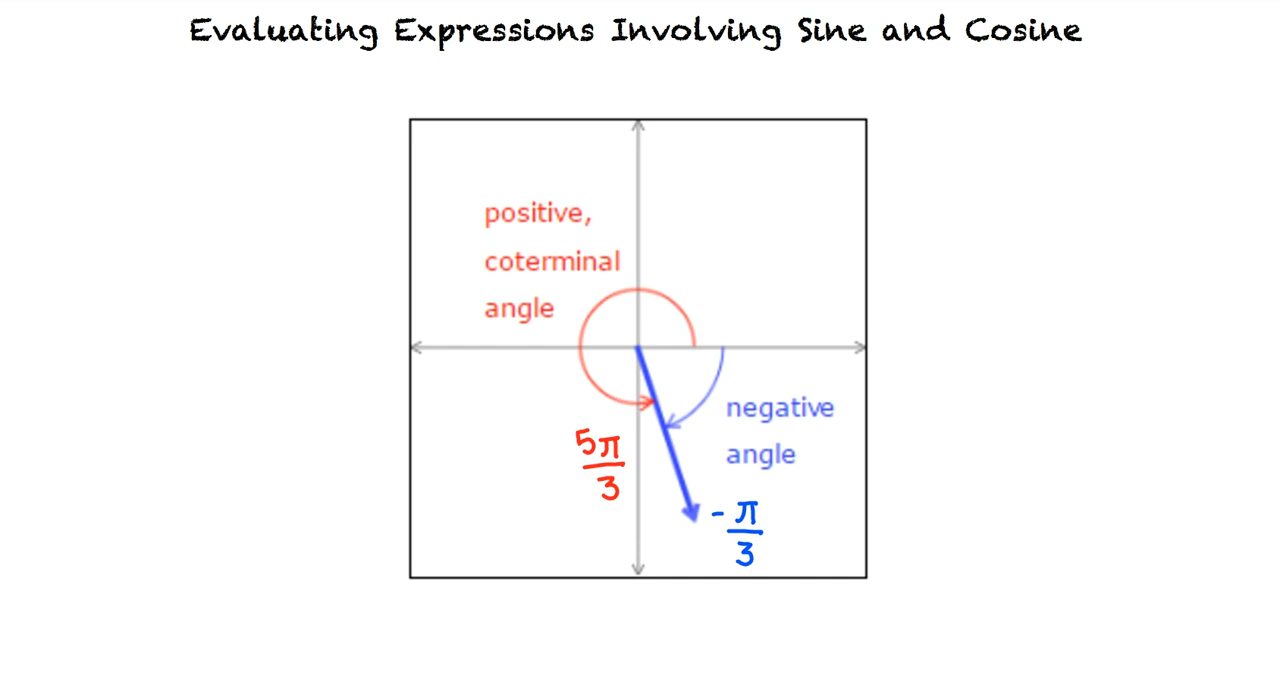 Evaluating Expressions Involving Sine and Cosine
positive,
coterminal
angle
negative
angle
5π
3
-π
3